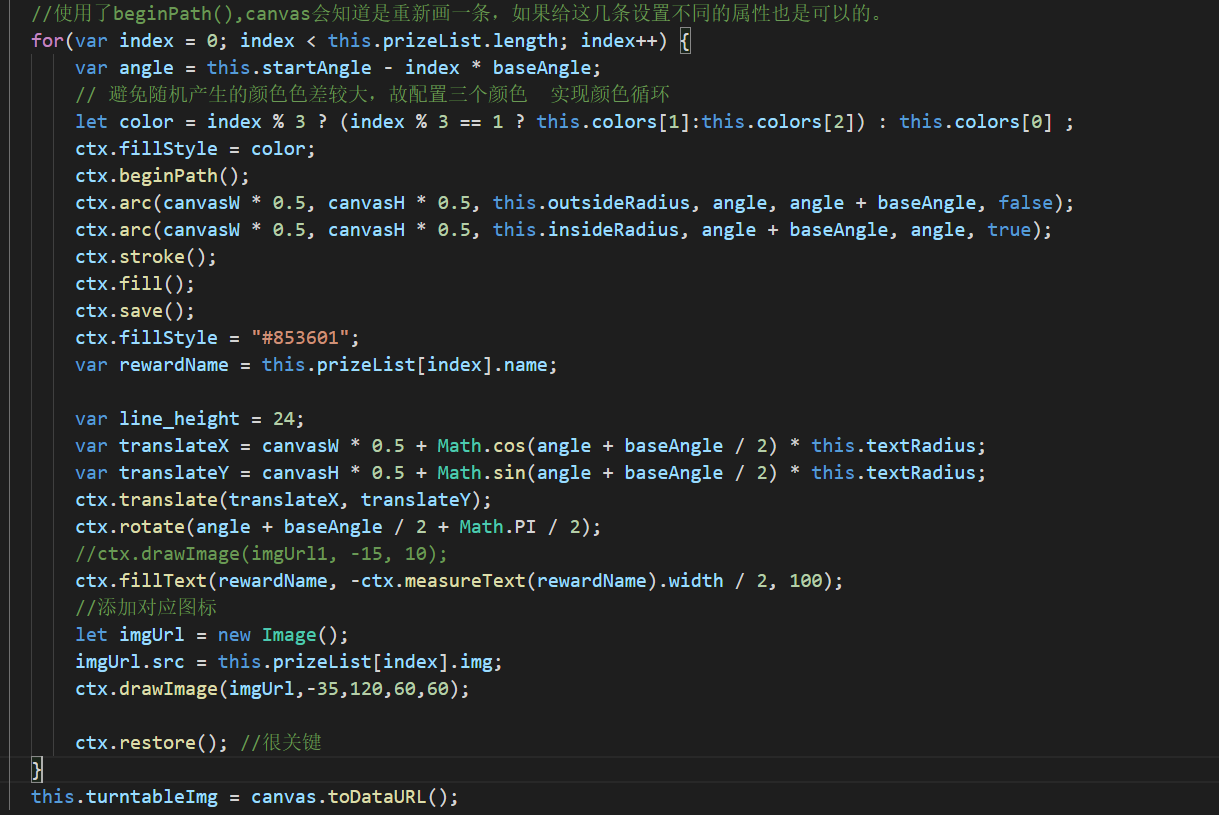 //使用了beginPath(),canvas会知道是重新画一条，如果给这几条设置不同的属性也是可以的。
for(var index = 0; index < this.prizeList.length; index++) {
var angle = this.startAngle - index * baseAngle;
// 避免随机产生的颜色色差较大，故配置三个颜色  实现颜色循环
let color = index % 3 ? (index % 3 == 1 ? this.colors[1]:this.colors[2]) : this.colors[0] ;
ctx.fillStyle = color;
ctx.beginPath();
ctx.arc(canvasW * 0.5, canvasH * 0.5, this.outsideRadius, angle, angle + baseAngle, false);
ctx.arc(canvasW * 0.5, canvasH * 0.5, this.insideRadius, angle + baseAngle, angle, true);
ctx.stroke();
ctx.fill();
ctx.save();
ctx.fillStyle = "#853601";
var rewardName = this.prizeList[index].name;
var line_height = 24;
var translateX = canvasW * 0.5 + Math.cos(angle + baseAngle / 2) * this.textRadius;
var translateY = canvasH * 0.5 + Math.sin(angle + baseAngle / 2) * this.textRadius;
ctx.translate(translateX, translateY);
ctx.rotate(angle + baseAngle / 2 + Math.PI / 2);
//ctx.drawImage(imgUrl1, -15, 10);
ctx.fillText(rewardName, -ctx.measureText(rewardName).width / 2, 100);
//添加对应图标
let imgUrl = new Image();
imgUrl.src = this.prizeList[index].img;
ctx.drawImage(imgUrl,-35,120,60,60);
ctx.restore(); //很关键
}
this.turntableImg = canvas.toDataURL();